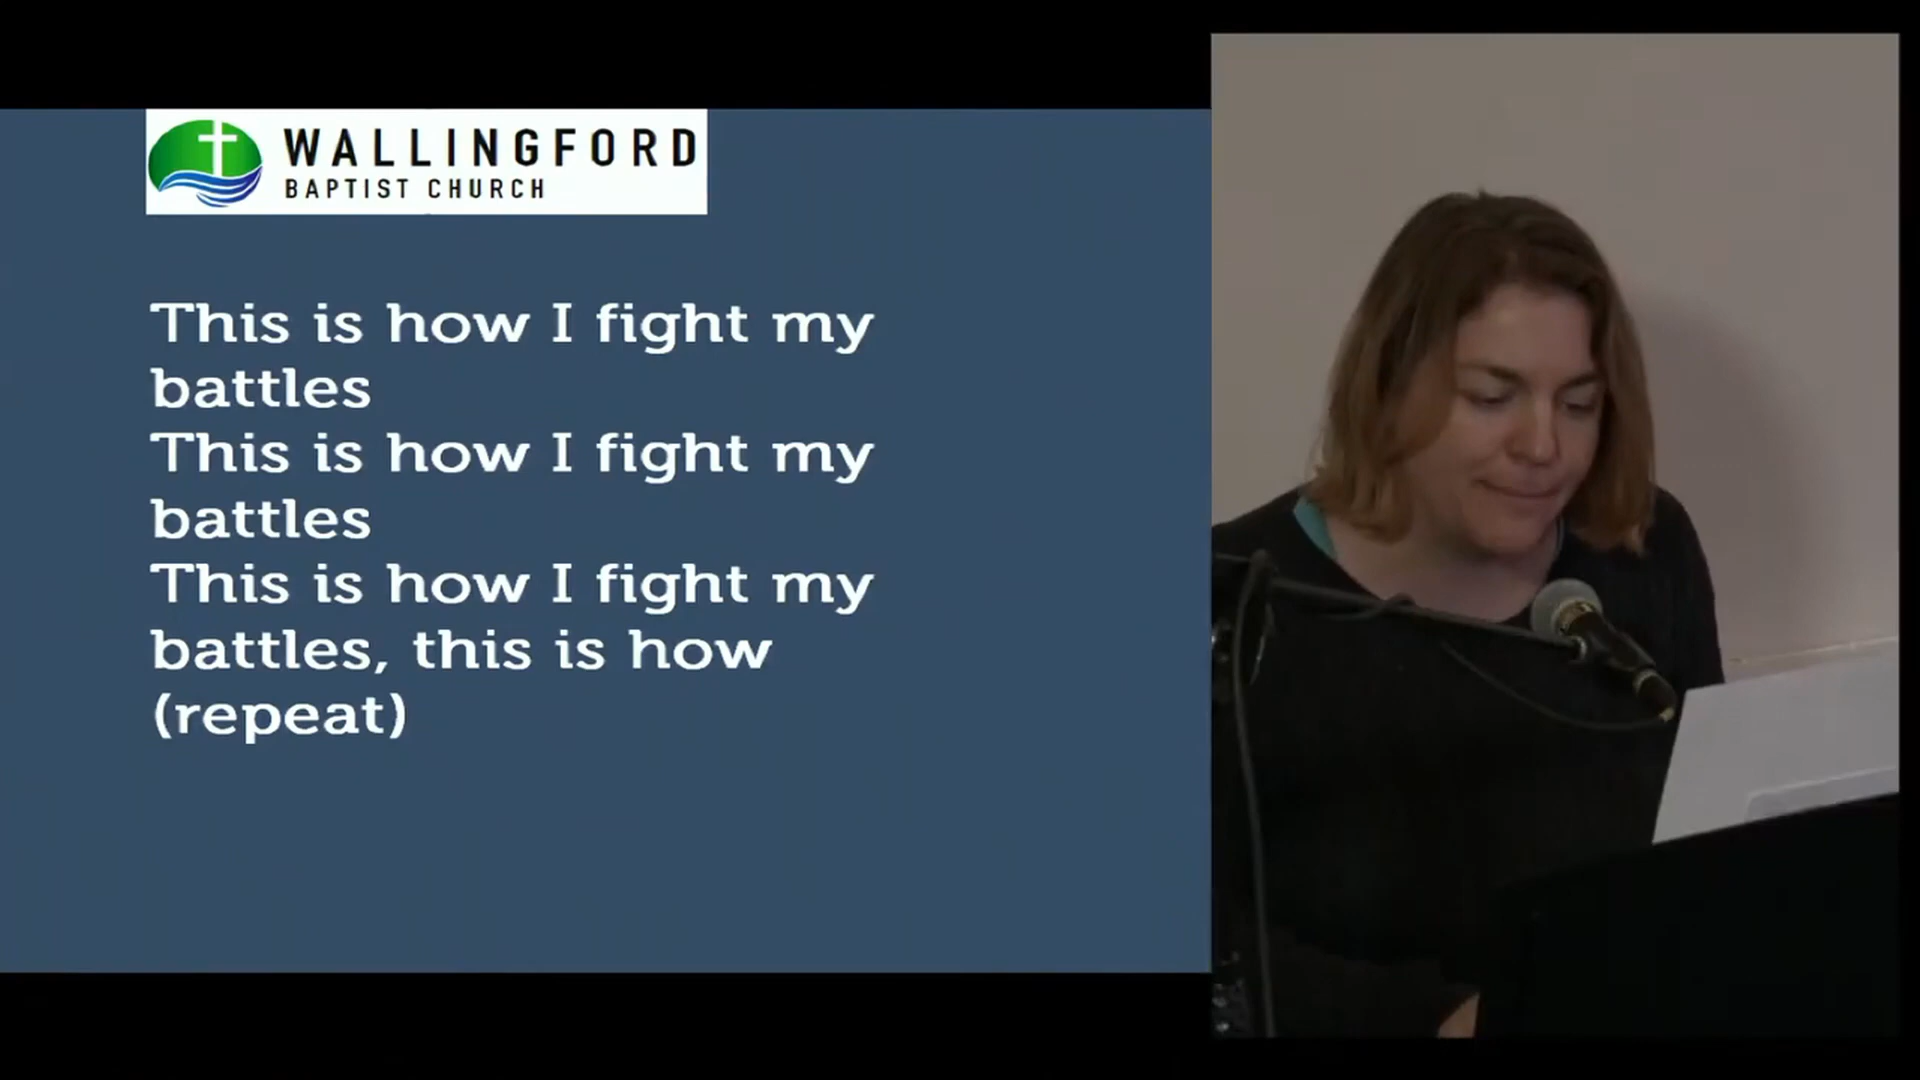 WALLINGFORD
BAPTIST CHURCH
This is how I fight my
battles
This is how I fight my
battles
This is how I fight my
battles, this is how
(repeat)